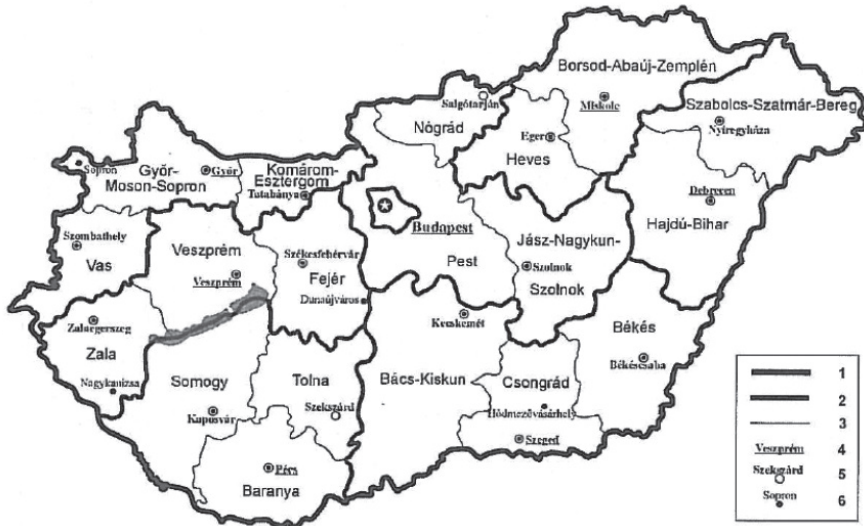 Borsod-Abaúj-Zemplén
Salgótarján
Miskolc
Szabolcs-Szatmár-Bereg
Nyíregyháza
Nógrád
Eger
Heves
Sopron
Győr-
Moson-Sopron
Győr
Komárom-
Esztergom
Tatabánya
Debrecen
Hajdú-Bihar
Budapest
Pest
Szombathely
Vas
Veszprém
Veszprém
Székesfehérvár
Fejér
Dunaújváros
Jász-Nagykun-
Szolnok
Szolnok
Zalaegerszeg
Zala
Nagykanizsa
Kecskemét
Békés
Békéscsaba
Somogy
Kaposvár
Tolna
Szekszárd
Bács-Kiskun
Csongrád
Hódmezővásárhely
Szeged
Pécs
Baranya
1
2
3
Veszprém 4
Szekszárd 5
Sopron 6